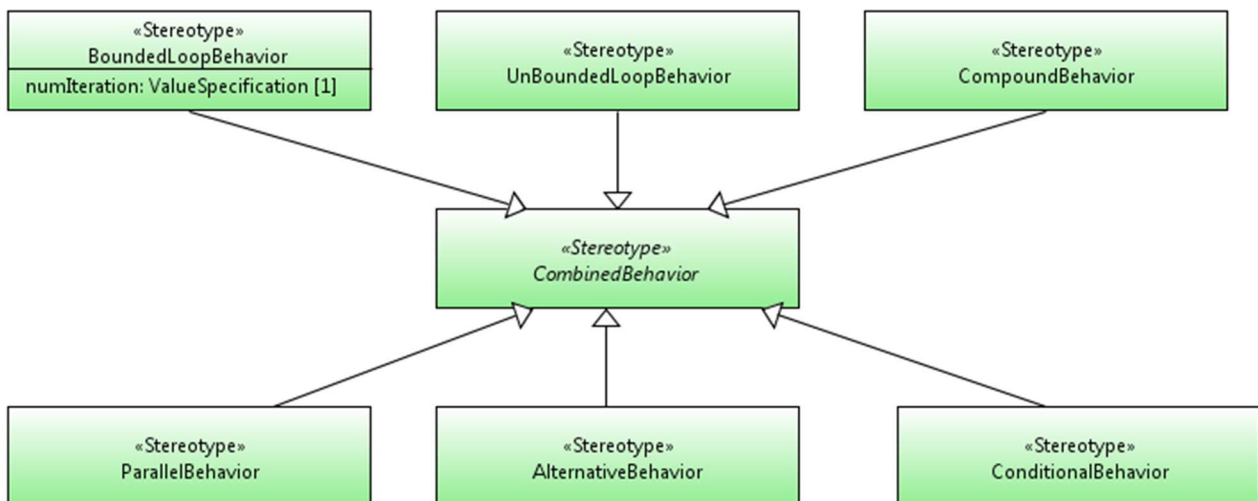 «Stereotype»
BoundedLoopBehavior
numIteration: ValueSpecification [1]
«Stereotype»
UnBoundedLoopBehavior
«Stereotype»
CompoundBehavior
«Stereotype»
CombinedBehavior
«Stereotype»
ParallelBehavior
«Stereotype»
AlternativeBehavior
«Stereotype»
ConditionalBehavior